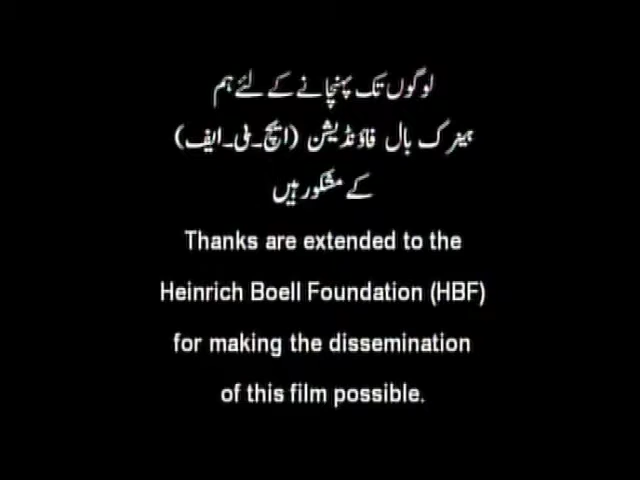 لوگوں تک پہنچانے کے لئے ہم
ہینرک بال فاؤنڈیشن (ایچ۔بی۔ایف)
کے مشکور ہیں
Thanks are extended to the
Heinrich Boell Foundation (HBF)
for making the dissemination
of this film possible.